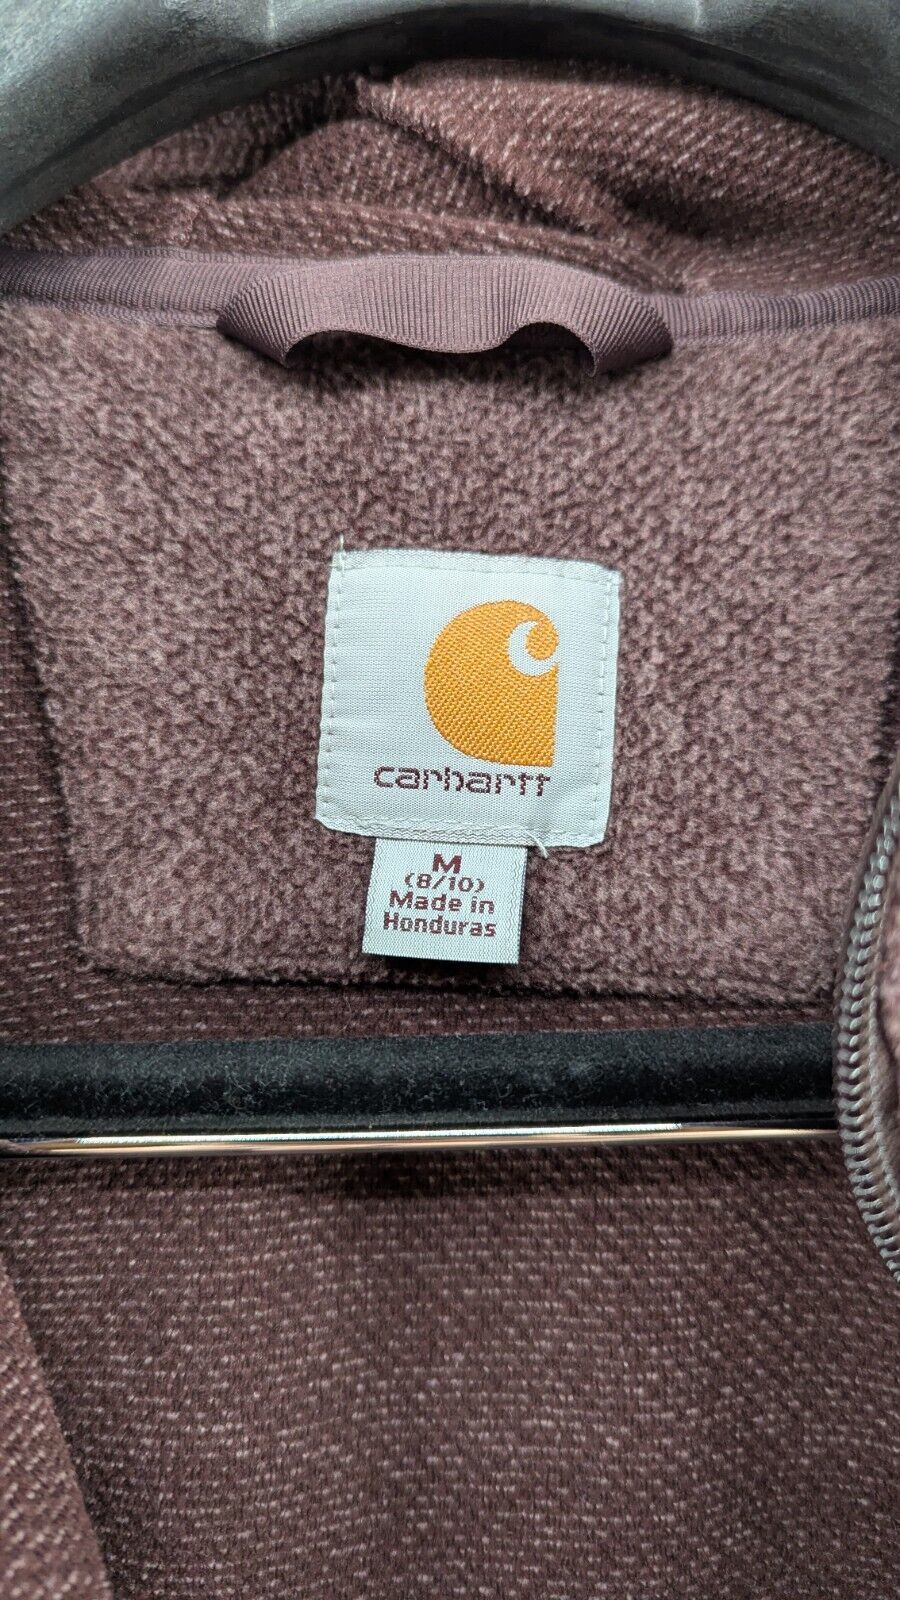 carhartt
M
(8/10)
Made in
Honduras